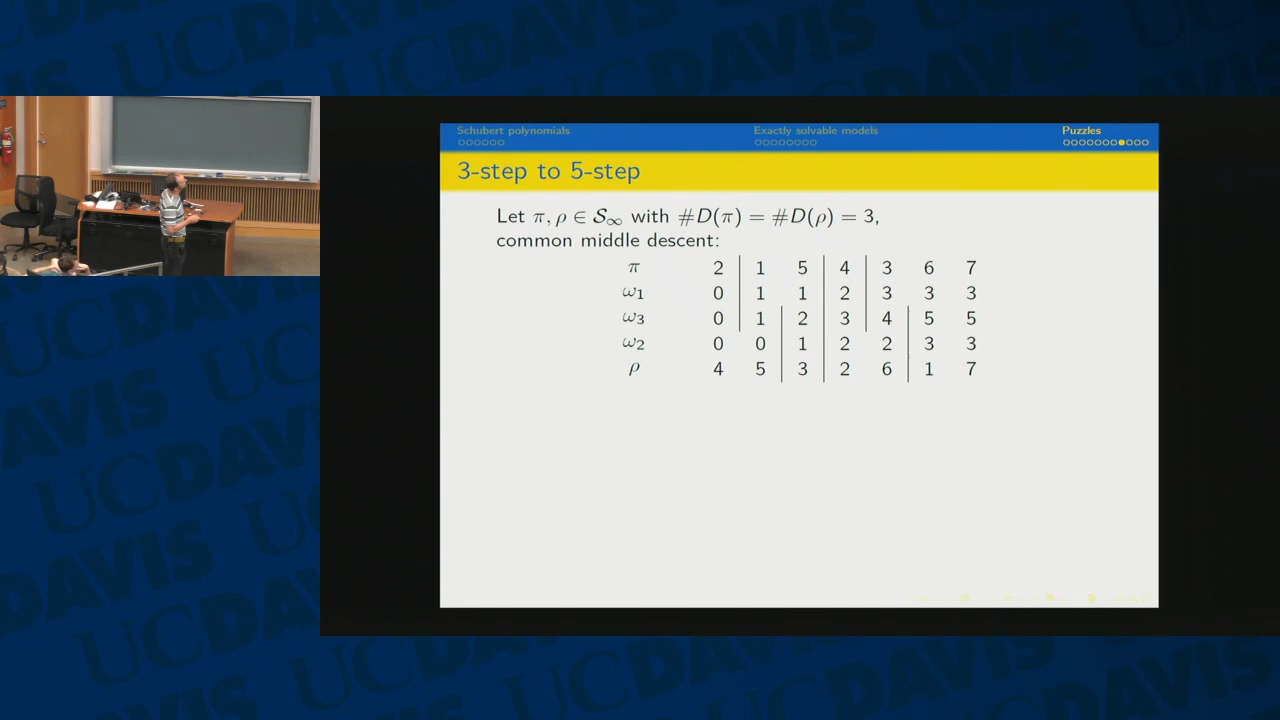 UCDAVIS
Schubert polynomials
Exactly solvable models
Puzzles
3-step to 5-step
Let π, ρ ∈ 𝒮∞ with #D(π) = #D(ρ) = 3,
common middle descent:
π 2 | 1 5 | 4 | 3 6 7
ω₁ 0 | 1 1 | 2 | 3 3 3
ω₃ 0 | 1 | 2 | 3 | 4 | 5 5
ω₂ 0 0 | 1 | 2 2 | 3 3
ρ 4 5 | 3 | 2 6 | 1 7